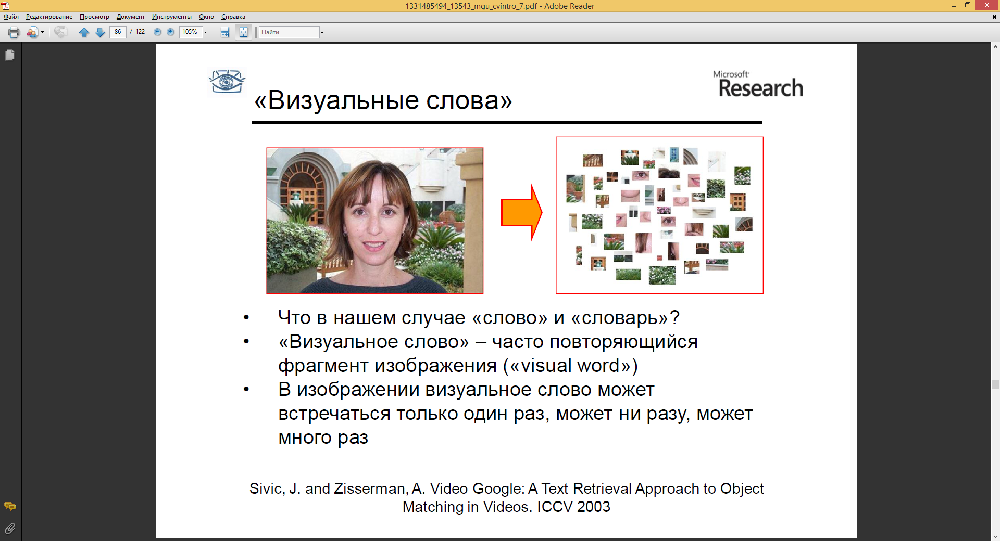 1331485494_13543_mgu_cvintro_7.pdf - Adobe Reader
Файл Редактирование Просмотр Документ Инструменты Окно Справка
86 / 122 105% Найти
Microsoft
Research
«Визуальные слова»
• Что в нашем случае «слово» и «словарь»?
• «Визуальное слово» – часто повторяющийся
фрагмент изображения («visual word»)
• В изображении визуальное слово может
встречаться только один раз, может ни разу, может
много раз
Sivic, J. and Zisserman, A. Video Google: A Text Retrieval Approach to Object
Matching in Videos. ICCV 2003